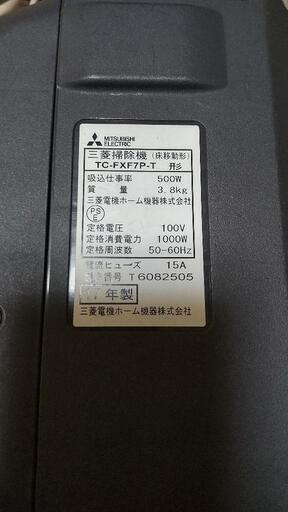 MITSUBISHI
ELECTRIC
三菱掃除機（床移動形）
TC-FXF7P-T 形
吸込仕事率 500W
質量 3.8kg
三菱電機ホーム機器株式会社
PS
E
定格電圧 100V
定格消費電力 1000W
定格周波数 50-60Hz
電流ヒューズ 15A
番号 T6082505
17年製
三菱電機ホーム機器株式会社